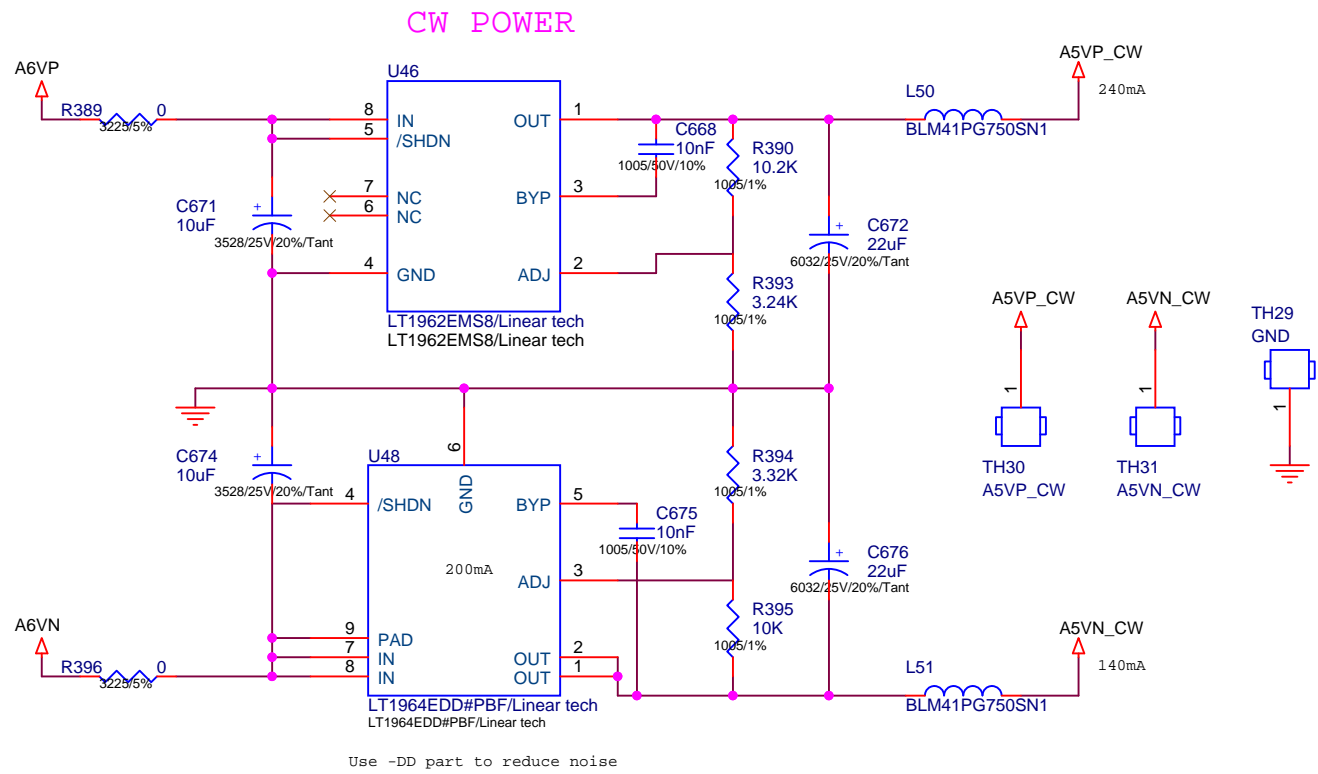 CW POWER
A6VP
R389
0
3225/5%
U46
8
IN
5
/SHDN
7
NC
6
NC
4
GND
OUT
1
BYP
3
ADJ
2
LT1962EMS8/Linear tech
LT1962EMS8/Linear tech
C671
10uF
+
3528/25V/20%/Tant
C668
10nF
1005/50V/10%
R390
10.2K
1005/1%
R393
3.24K
1005/1%
+
C672
22uF
6032/25V/20%/Tant
L50
BLM41PG750SN1
A5VP_CW
240mA
A5VP_CW
1
TH30
A5VP_CW
A5VN_CW
1
TH31
A5VN_CW
TH29
GND
1
C674
10uF
+
3528/25V/20%/Tant
U48
6
GND
4
/SHDN
200mA
9
PAD
7
IN
8
IN
BYP
5
ADJ
3
OUT
2
OUT
1
LT1964EDD#PBF/Linear tech
LT1964EDD#PBF/Linear tech
C675
10nF
1005/50V/10%
R394
3.32K
1005/1%
R395
10K
1005/1%
+
C676
22uF
6032/25V/20%/Tant
A6VN
R396
0
3225/5%
L51
BLM41PG750SN1
A5VN_CW
140mA
Use -DD part to reduce noise